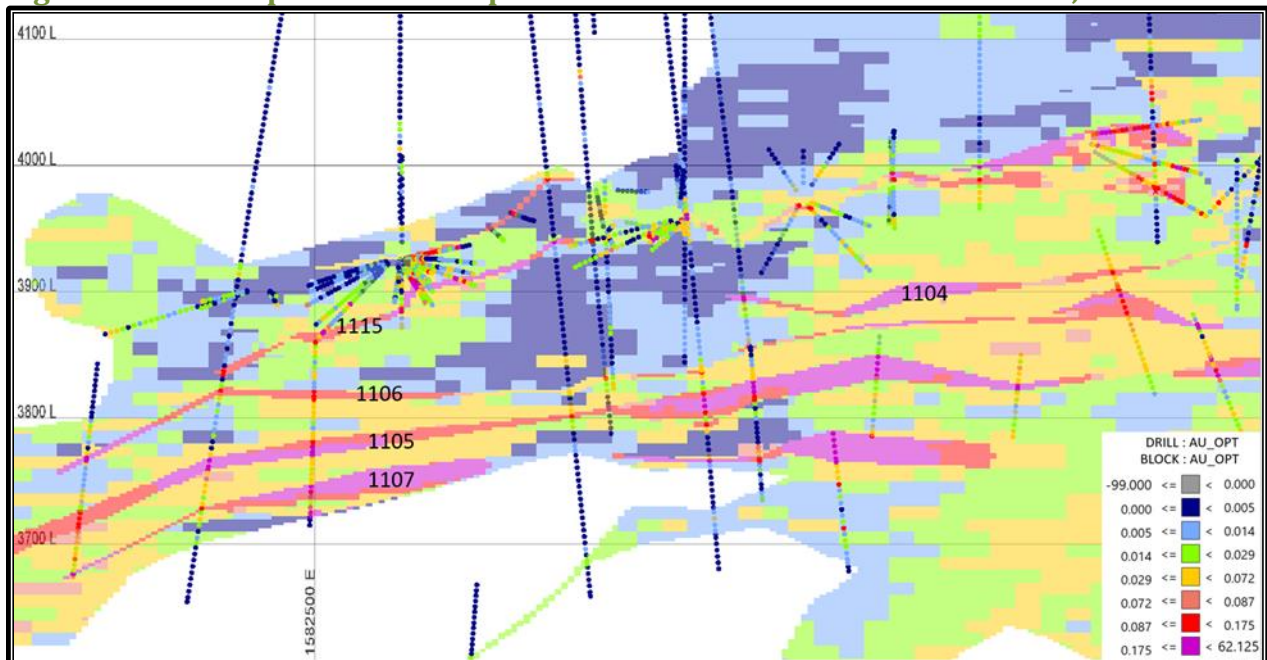 4100 L
4000 L
3900 L
3800 L
3700 L
1582500 E
1104
1115
1106
1105
1107
DRILL : AU_OPT
BLOCK : AU_OPT
-99.000 <= < 0.000
0.000 <= < 0.005
0.005 <= < 0.014
0.014 <= < 0.029
0.029 <= < 0.072
0.072 <= < 0.087
0.087 <= < 0.175
0.175 <= < 62.125